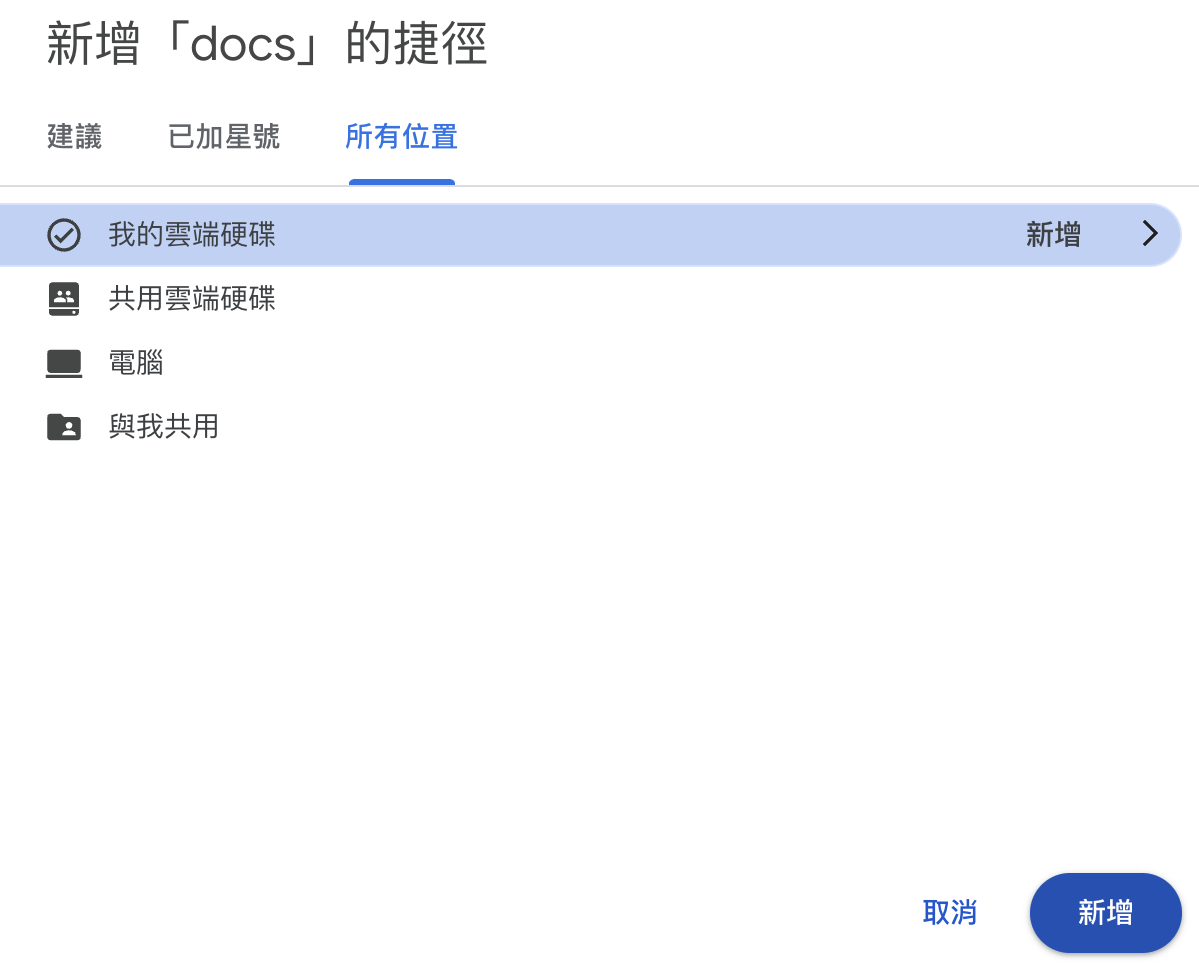 新增「docs」的捷徑
建議 已加星號 所有位置
我的雲端硬碟 新增
共用雲端硬碟
電腦
與我共用
取消 新增